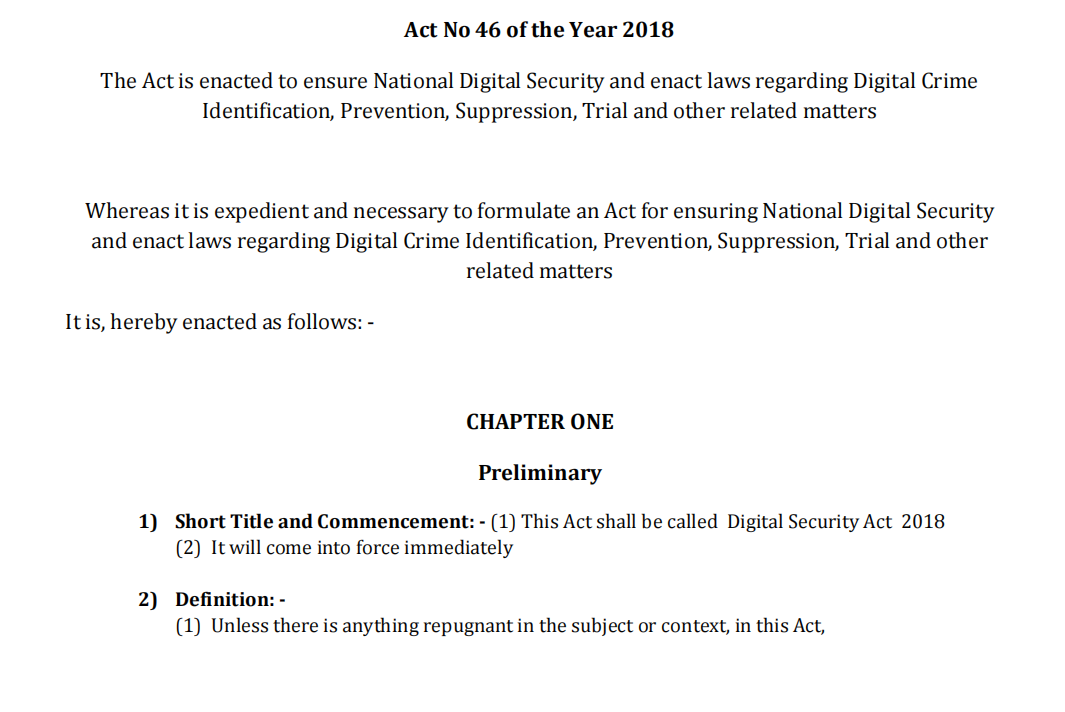 Act No 46 of the Year 2018
The Act is enacted to ensure National Digital Security and enact laws regarding Digital Crime
Identification, Prevention, Suppression, Trial and other related matters
Whereas it is expedient and necessary to formulate an Act for ensuring National Digital Security
and enact laws regarding Digital Crime Identification, Prevention, Suppression, Trial and other
related matters
It is, hereby enacted as follows: -
CHAPTER ONE
Preliminary
1) Short Title and Commencement: - (1) This Act shall be called Digital Security Act 2018
(2) It will come into force immediately
2) Definition: -
(1) Unless there is anything repugnant in the subject or context, in this Act,